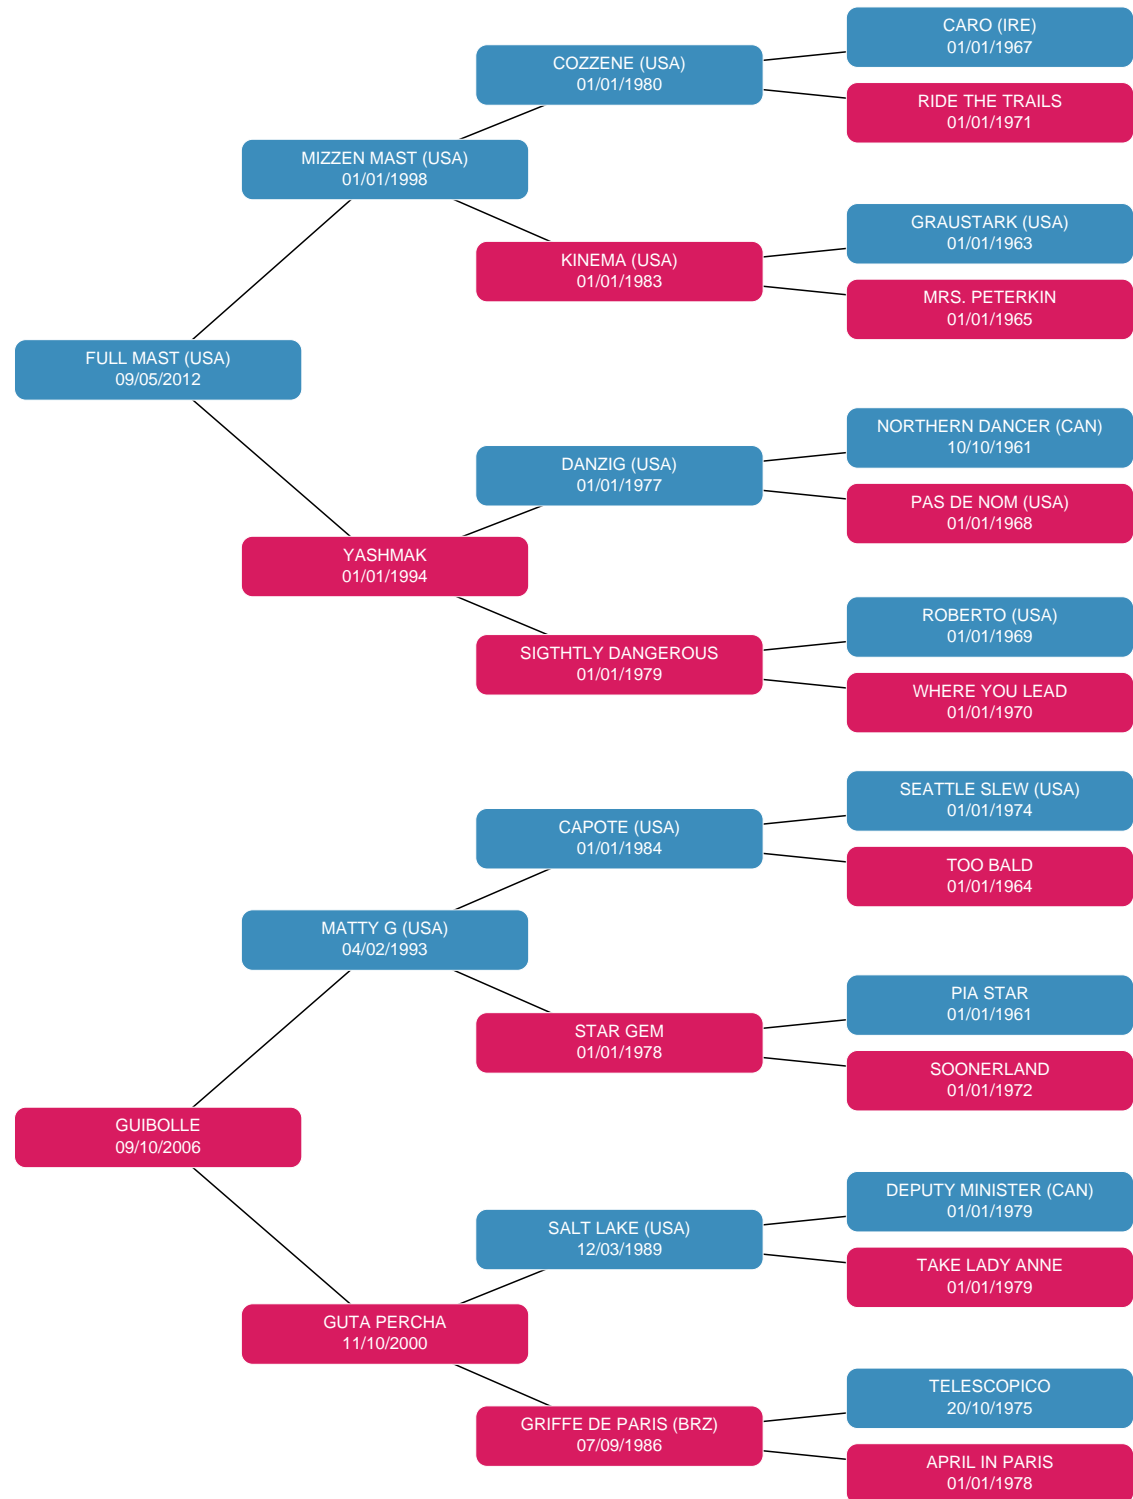 CARO (IRE)
01/01/1967
COZZENE (USA)
01/01/1980
RIDE THE TRAILS
01/01/1971
MIZZEN MAST (USA)
01/01/1998
GRAUSTARK (USA)
01/01/1963
KINEMA (USA)
01/01/1983
MRS. PETERKIN
01/01/1965
FULL MAST (USA)
09/05/2012
NORTHERN DANCER (CAN)
10/10/1961
DANZIG (USA)
01/01/1977
PAS DE NOM (USA)
01/01/1968
YASHMAK
01/01/1994
ROBERTO (USA)
01/01/1969
SIGTHTLY DANGEROUS
01/01/1979
WHERE YOU LEAD
01/01/1970
SEATTLE SLEW (USA)
01/01/1974
CAPOTE (USA)
01/01/1984
TOO BALD
01/01/1964
MATTY G (USA)
04/02/1993
PIA STAR
01/01/1961
STAR GEM
01/01/1978
SOONERLAND
01/01/1972
GUIBOLLE
09/10/2006
DEPUTY MINISTER (CAN)
01/01/1979
SALT LAKE (USA)
12/03/1989
TAKE LADY ANNE
01/01/1979
GUTA PERCHA
11/10/2000
TELESCOPICO
20/10/1975
GRIFFE DE PARIS (BRZ)
07/09/1986
APRIL IN PARIS
01/01/1978